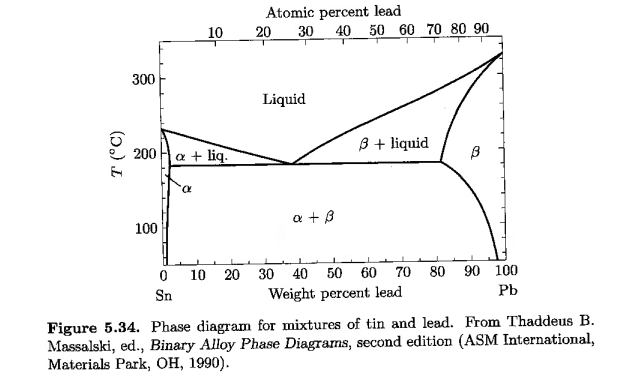 Atomic percent lead
10 20 30 40 50 60 70 80 90
300
Liquid
T (°C)
200
α + liq.
β + liquid
β
α
α + β
100
0 10 20 30 40 50 60 70 80 90 100
Sn Weight percent lead Pb
Figure 5.34. Phase diagram for mixtures of tin and lead. From Thaddeus B.
Massalski, ed., Binary Alloy Phase Diagrams, second edition (ASM International,
Materials Park, OH, 1990).